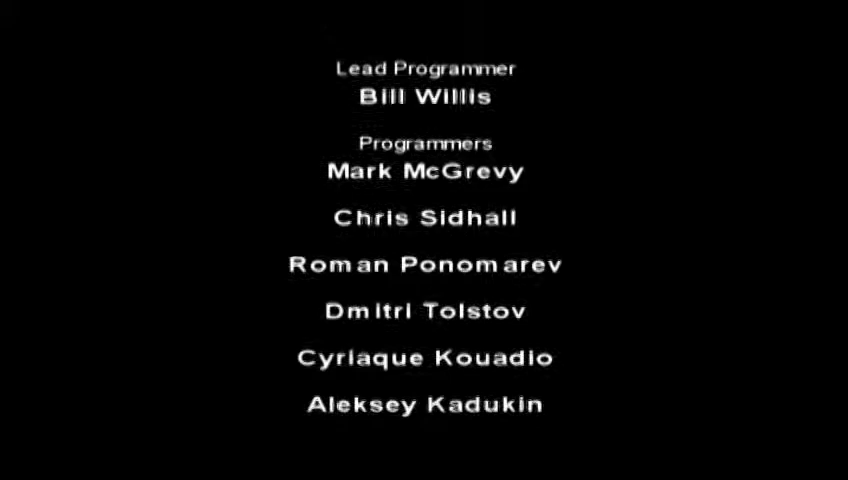 Lead Programmer
Bill Willis
Programmers
Mark McGrevy
Chris Sidhall
Roman Ponomarev
Dmitri Tolstov
Cyriaque Kouadio
Aleksey Kadukin